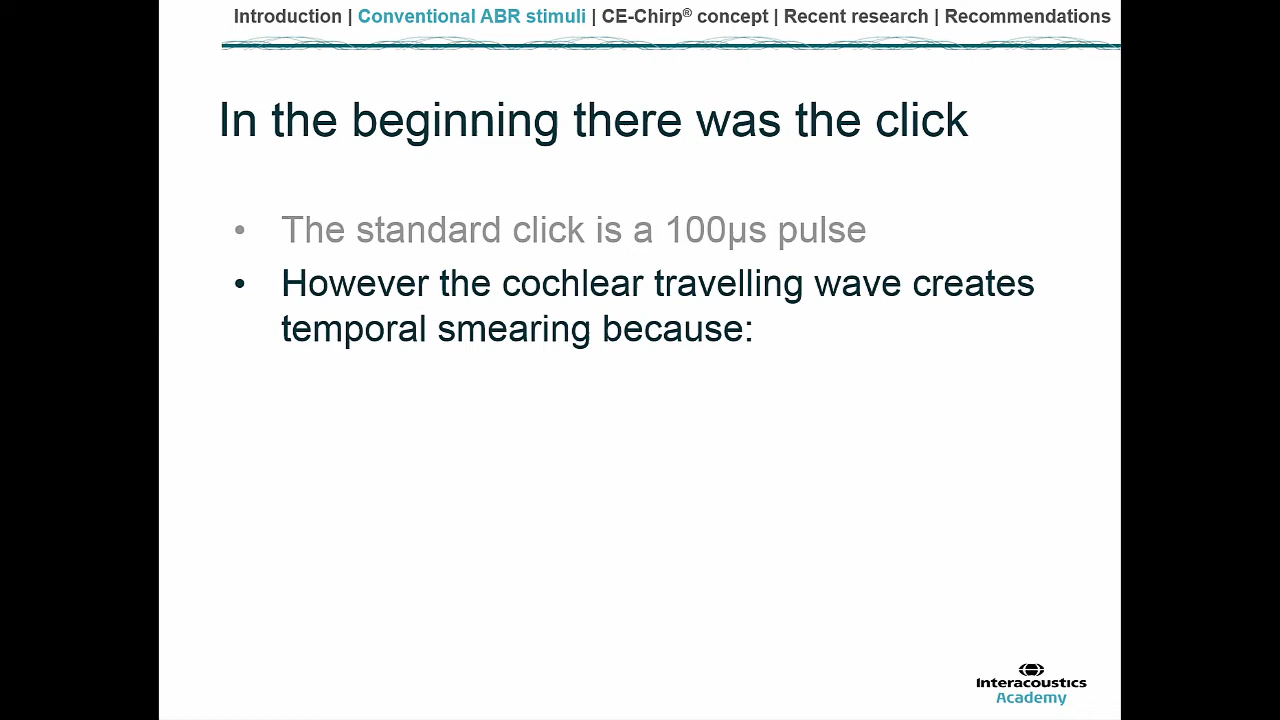 Introduction | Conventional ABR stimuli | CE-Chirp® concept | Recent research | Recommendations
In the beginning there was the click
• The standard click is a 100µs pulse
• However the cochlear travelling wave creates
temporal smearing because:
Interacoustics
Academy